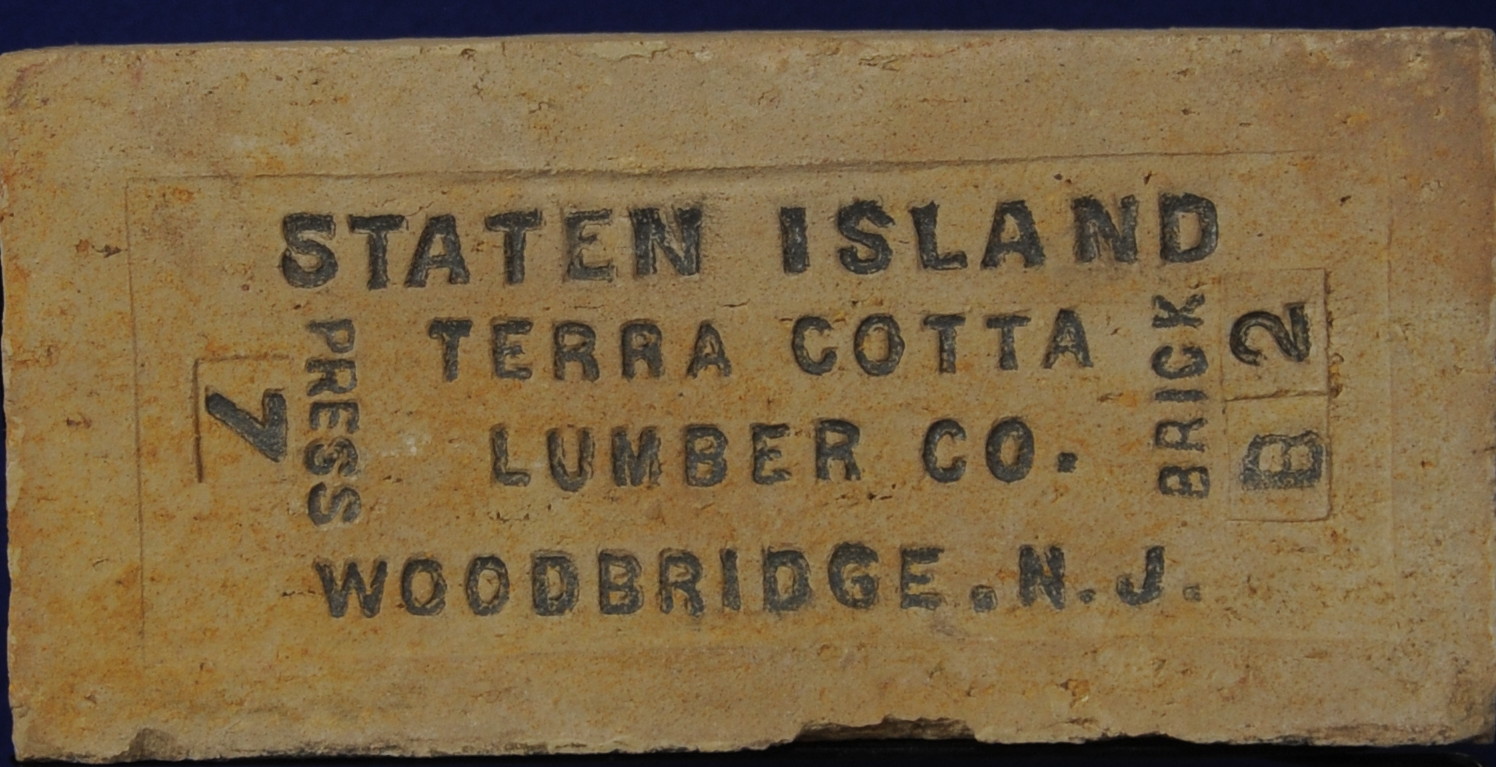 STATEN ISLAND
TERRA COTTA
LUMBER CO.
WOODBRIDGE. N. J.
PRESS
BRICK
7
B 2